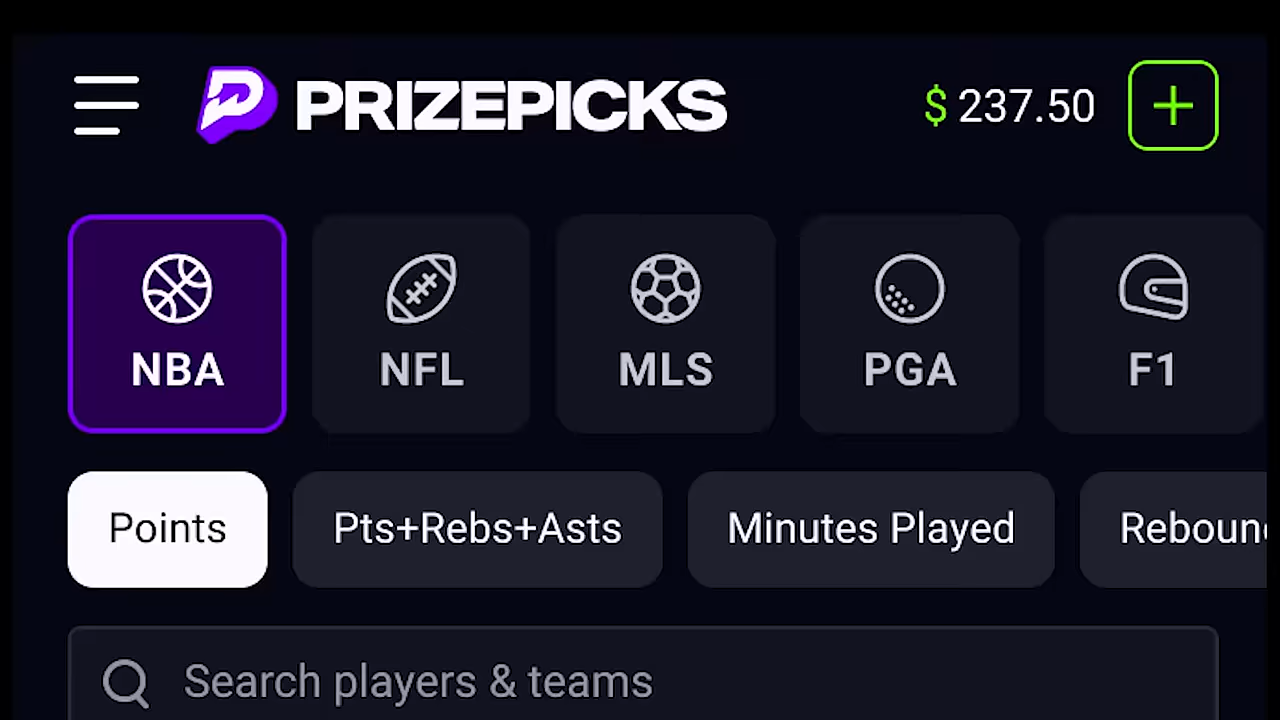 PRIZEPICKS
$ 237.50 +
NBA
NFL
MLS
PGA
F1
Points
Pts+Rebs+Asts
Minutes Played
Search players & teams